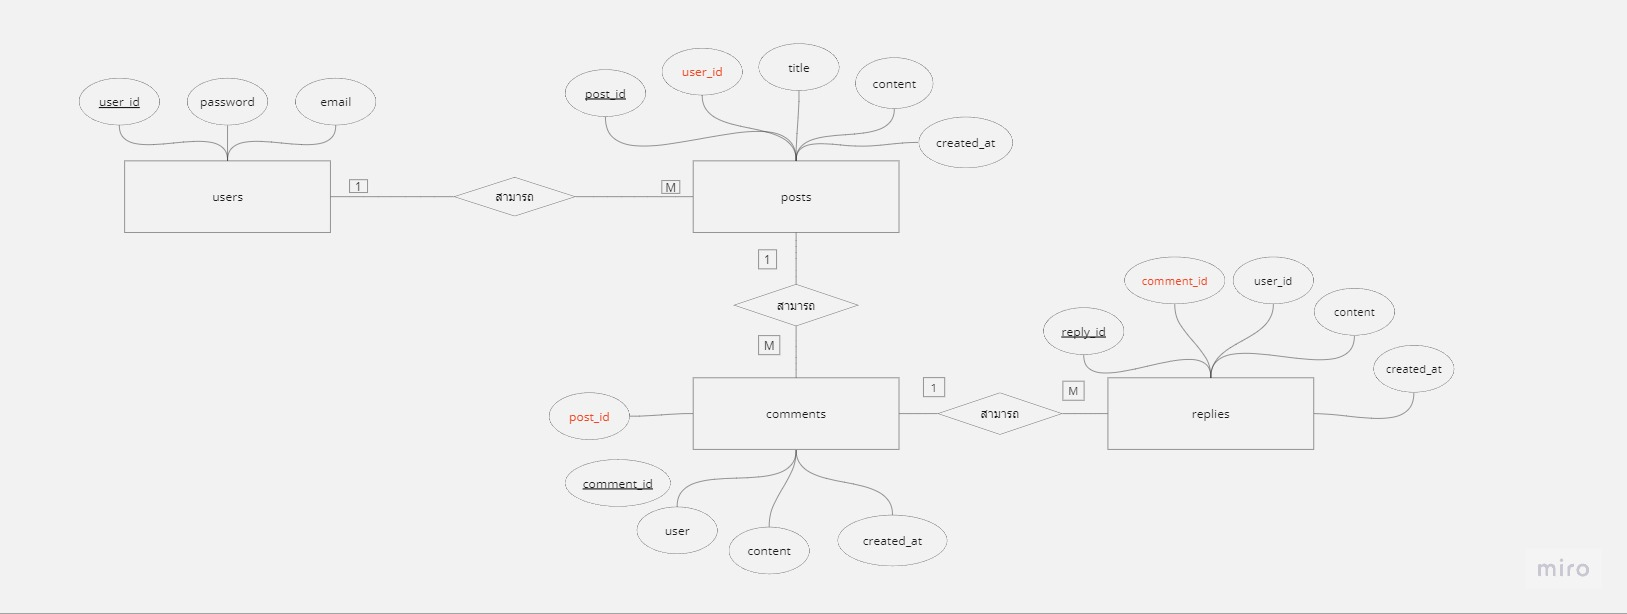 user_id
password
email
users
1
สามารถ
M
post_id
user_id
title
content
created_at
posts
1
สามารถ
M
post_id
comments
comment_id
user
content
created_at
1
สามารถ
M
reply_id
comment_id
user_id
content
created_at
replies
miro